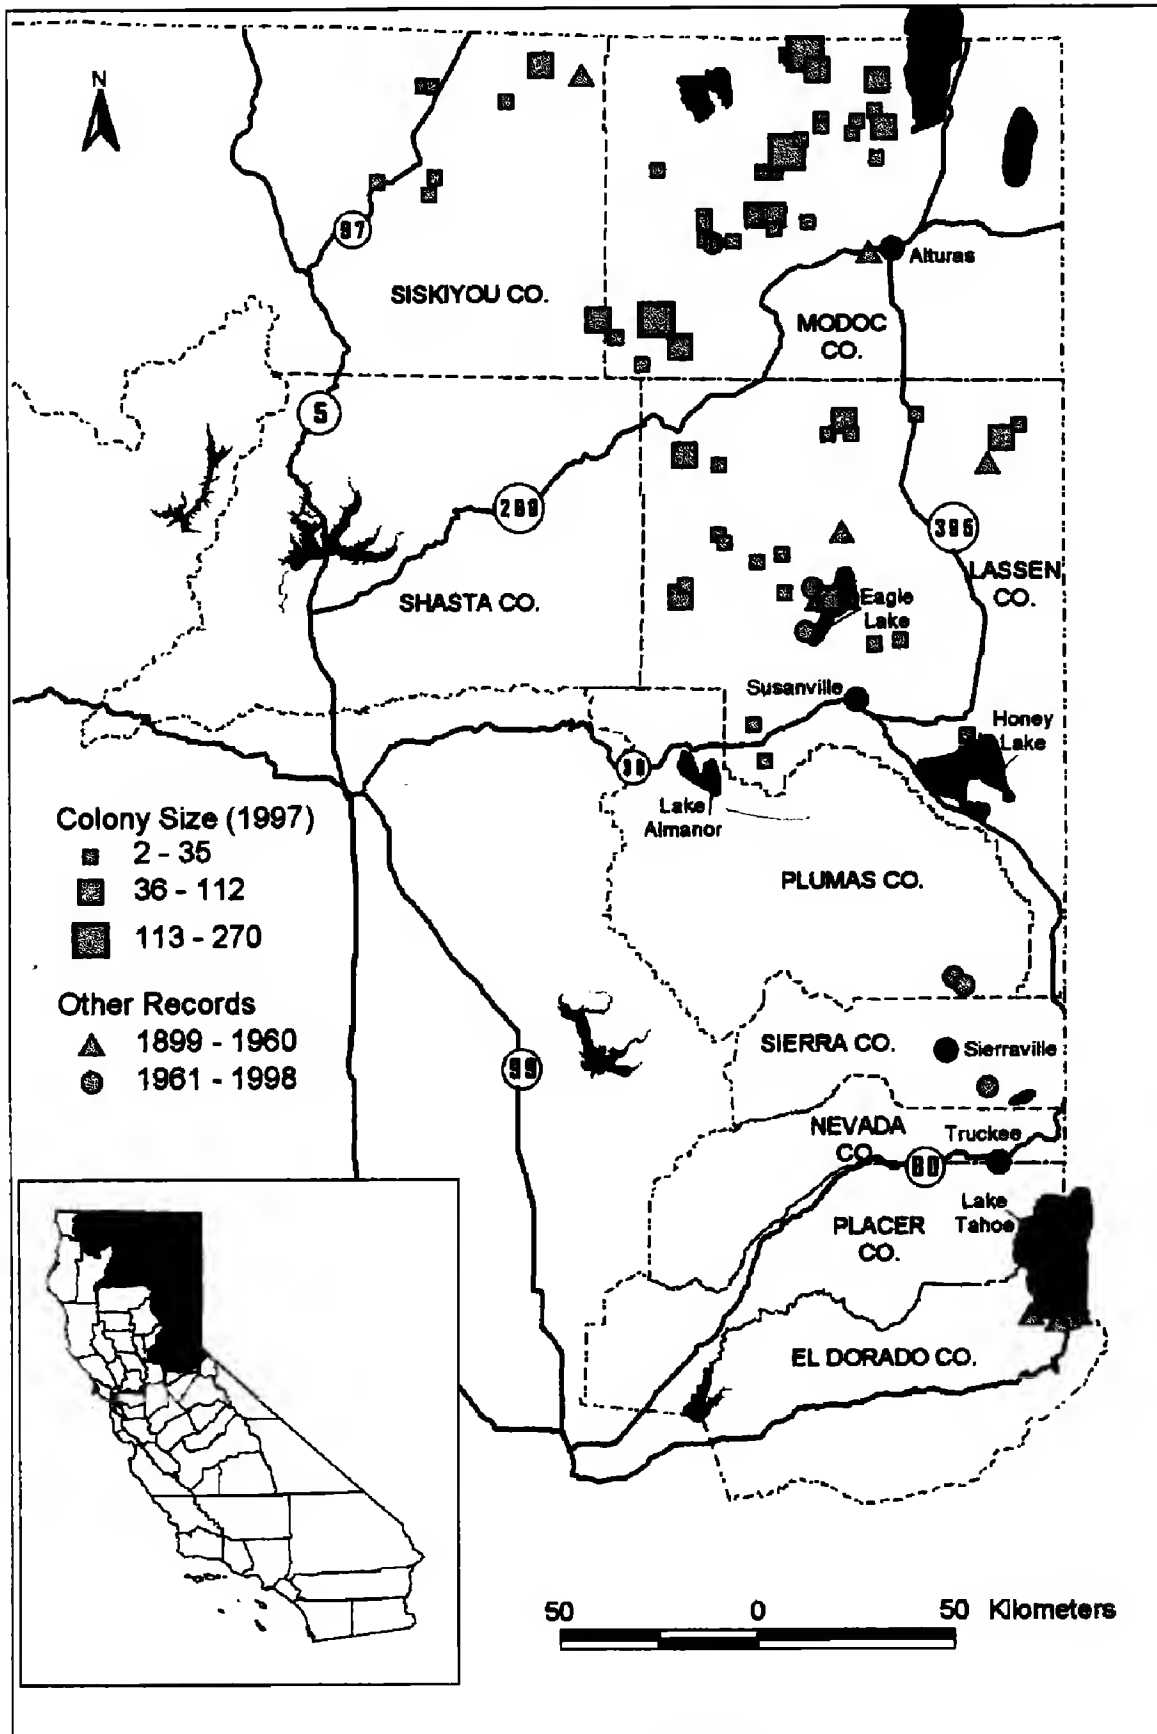 N
97
SISKIYOU CO.
Alturas
MODOC
CO.
5
299
395
SHASTA CO.
LASSEN
CO.
Eagle
Lake
Susanville
Honey
Lake
Lake
Almanor
Colony Size (1997)
2 - 35
36 - 112
113 - 270
PLUMAS CO.
Other Records
1899 - 1960
1961 - 1998
99
SIERRA CO.
Sierraville
NEVADA
CO.
Truckee
80
Lake
Tahoe
PLACER
CO.
EL DORADO CO.
50 0 50 Kilometers